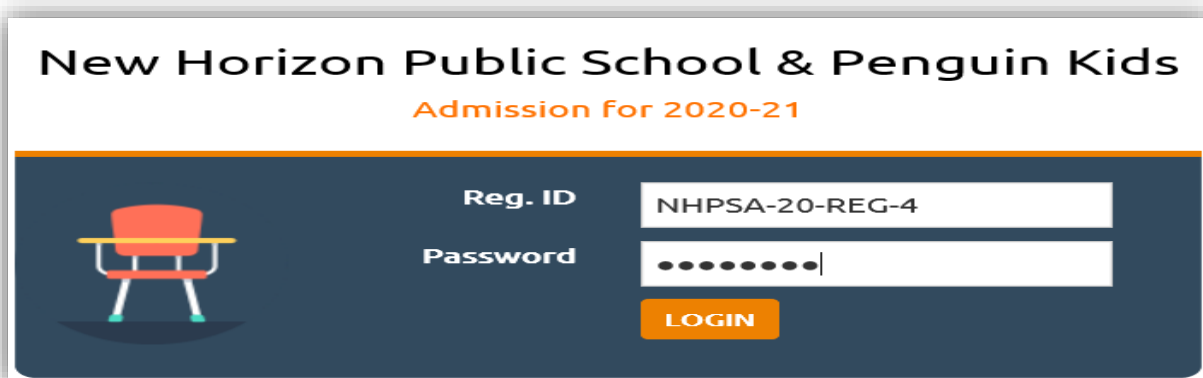 New Horizon Public School & Penguin Kids
Admission for 2020-21
Reg. ID NHPSA-20-REG-4
Password ••••••••
LOGIN